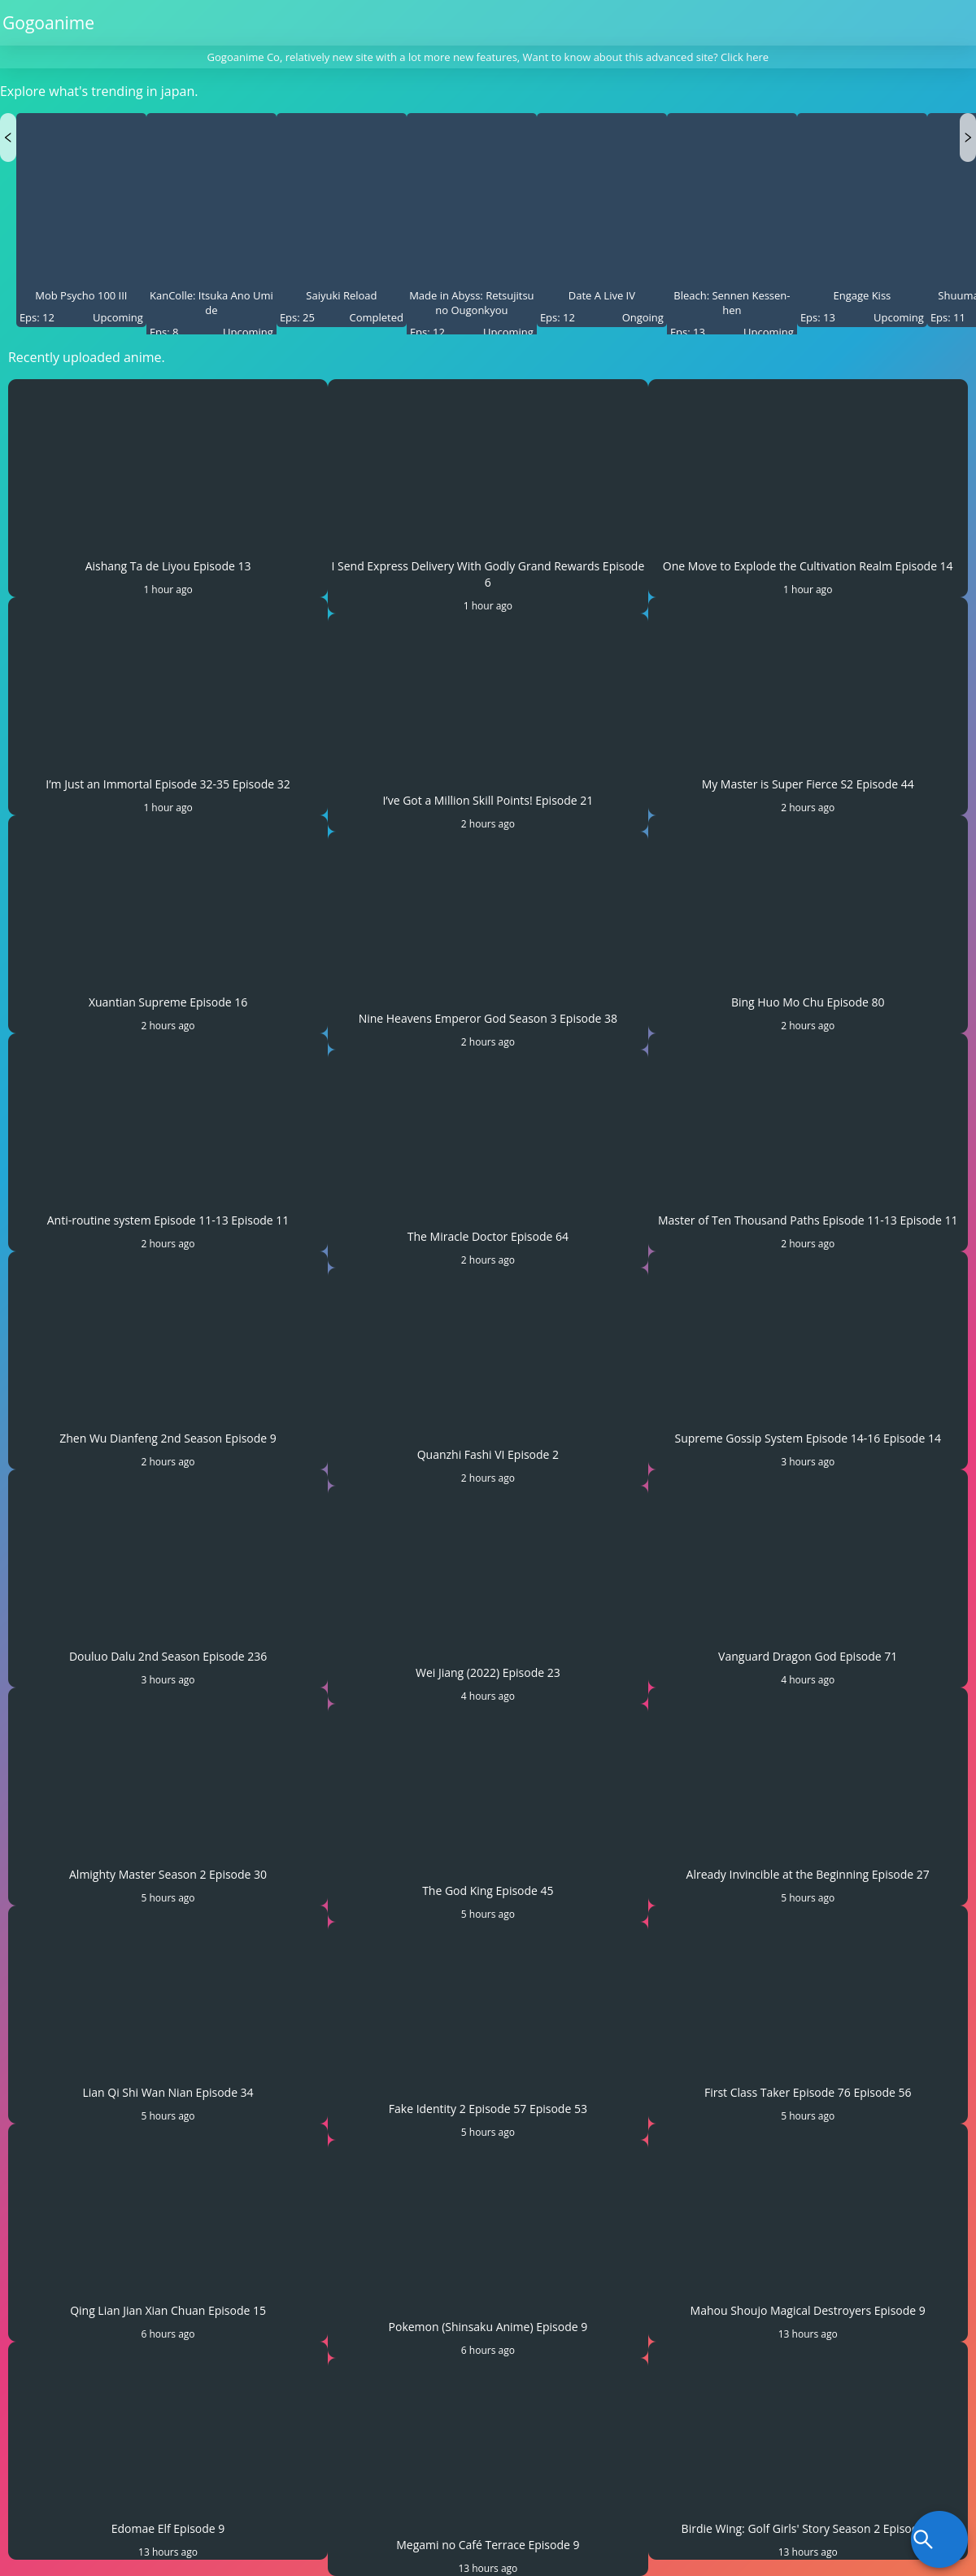 Gogoanime
Gogoanime Co, relatively new site with a lot more new features, Want to know about this advanced site? Click here
Explore what's trending in japan.
Mob Psycho 100 III
Eps: 12 Upcoming
KanColle: Itsuka Ano Umi
de
Eps: 8 Upcoming
Saiyuki Reload
Eps: 25 Completed
Made in Abyss: Retsujitsu
no Ougonkyou
Eps: 12 Upcoming
Date A Live IV
Eps: 12 Ongoing
Bleach: Sennen Kessen-
hen
Eps: 13 Upcoming
Engage Kiss
Eps: 13 Upcoming
Eps: 11
Recently uploaded anime.
Aishang Ta de Liyou Episode 13
1 hour ago
I Send Express Delivery With Godly Grand Rewards Episode
6
1 hour ago
One Move to Explode the Cultivation Realm Episode 14
1 hour ago
I’m Just an Immortal Episode 32-35 Episode 32
1 hour ago
I’ve Got a Million Skill Points! Episode 21
2 hours ago
My Master is Super Fierce S2 Episode 44
2 hours ago
Xuantian Supreme Episode 16
2 hours ago
Nine Heavens Emperor God Season 3 Episode 38
2 hours ago
Bing Huo Mo Chu Episode 80
2 hours ago
Anti-routine system Episode 11-13 Episode 11
2 hours ago
The Miracle Doctor Episode 64
2 hours ago
Master of Ten Thousand Paths Episode 11-13 Episode 11
2 hours ago
Zhen Wu Dianfeng 2nd Season Episode 9
2 hours ago
Quanzhi Fashi VI Episode 2
2 hours ago
Supreme Gossip System Episode 14-16 Episode 14
3 hours ago
Douluo Dalu 2nd Season Episode 236
3 hours ago
Wei Jiang (2022) Episode 23
4 hours ago
Vanguard Dragon God Episode 71
4 hours ago
Almighty Master Season 2 Episode 30
5 hours ago
The God King Episode 45
5 hours ago
Already Invincible at the Beginning Episode 27
5 hours ago
Lian Qi Shi Wan Nian Episode 34
5 hours ago
Fake Identity 2 Episode 57 Episode 53
5 hours ago
First Class Taker Episode 76 Episode 56
5 hours ago
Qing Lian Jian Xian Chuan Episode 15
6 hours ago
Pokemon (Shinsaku Anime) Episode 9
6 hours ago
Mahou Shoujo Magical Destroyers Episode 9
13 hours ago
Edomae Elf Episode 9
13 hours ago
Megami no Café Terrace Episode 9
13 hours ago
Birdie Wing: Golf Girls' Story Season 2
13 hours ago